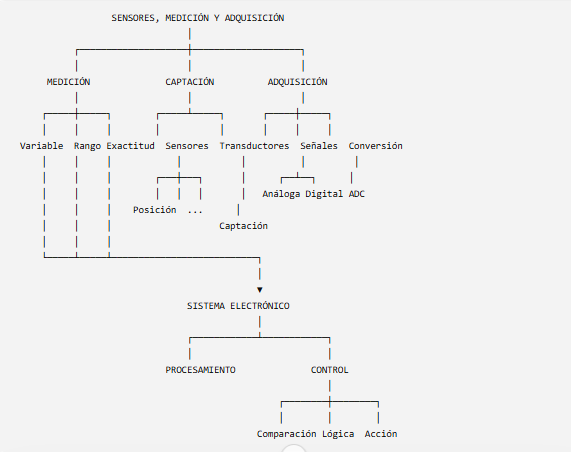 SENSORES, MEDICIÓN Y ADQUISICIÓN
MEDICIÓN CAPTACIÓN ADQUISICIÓN
Variable Rango Exactitud Sensores Transductores Señales Conversión
Análoga Digital ADC
Posición ...
Captación
SISTEMA ELECTRÓNICO
PROCESAMIENTO CONTROL
Comparación Lógica Acción